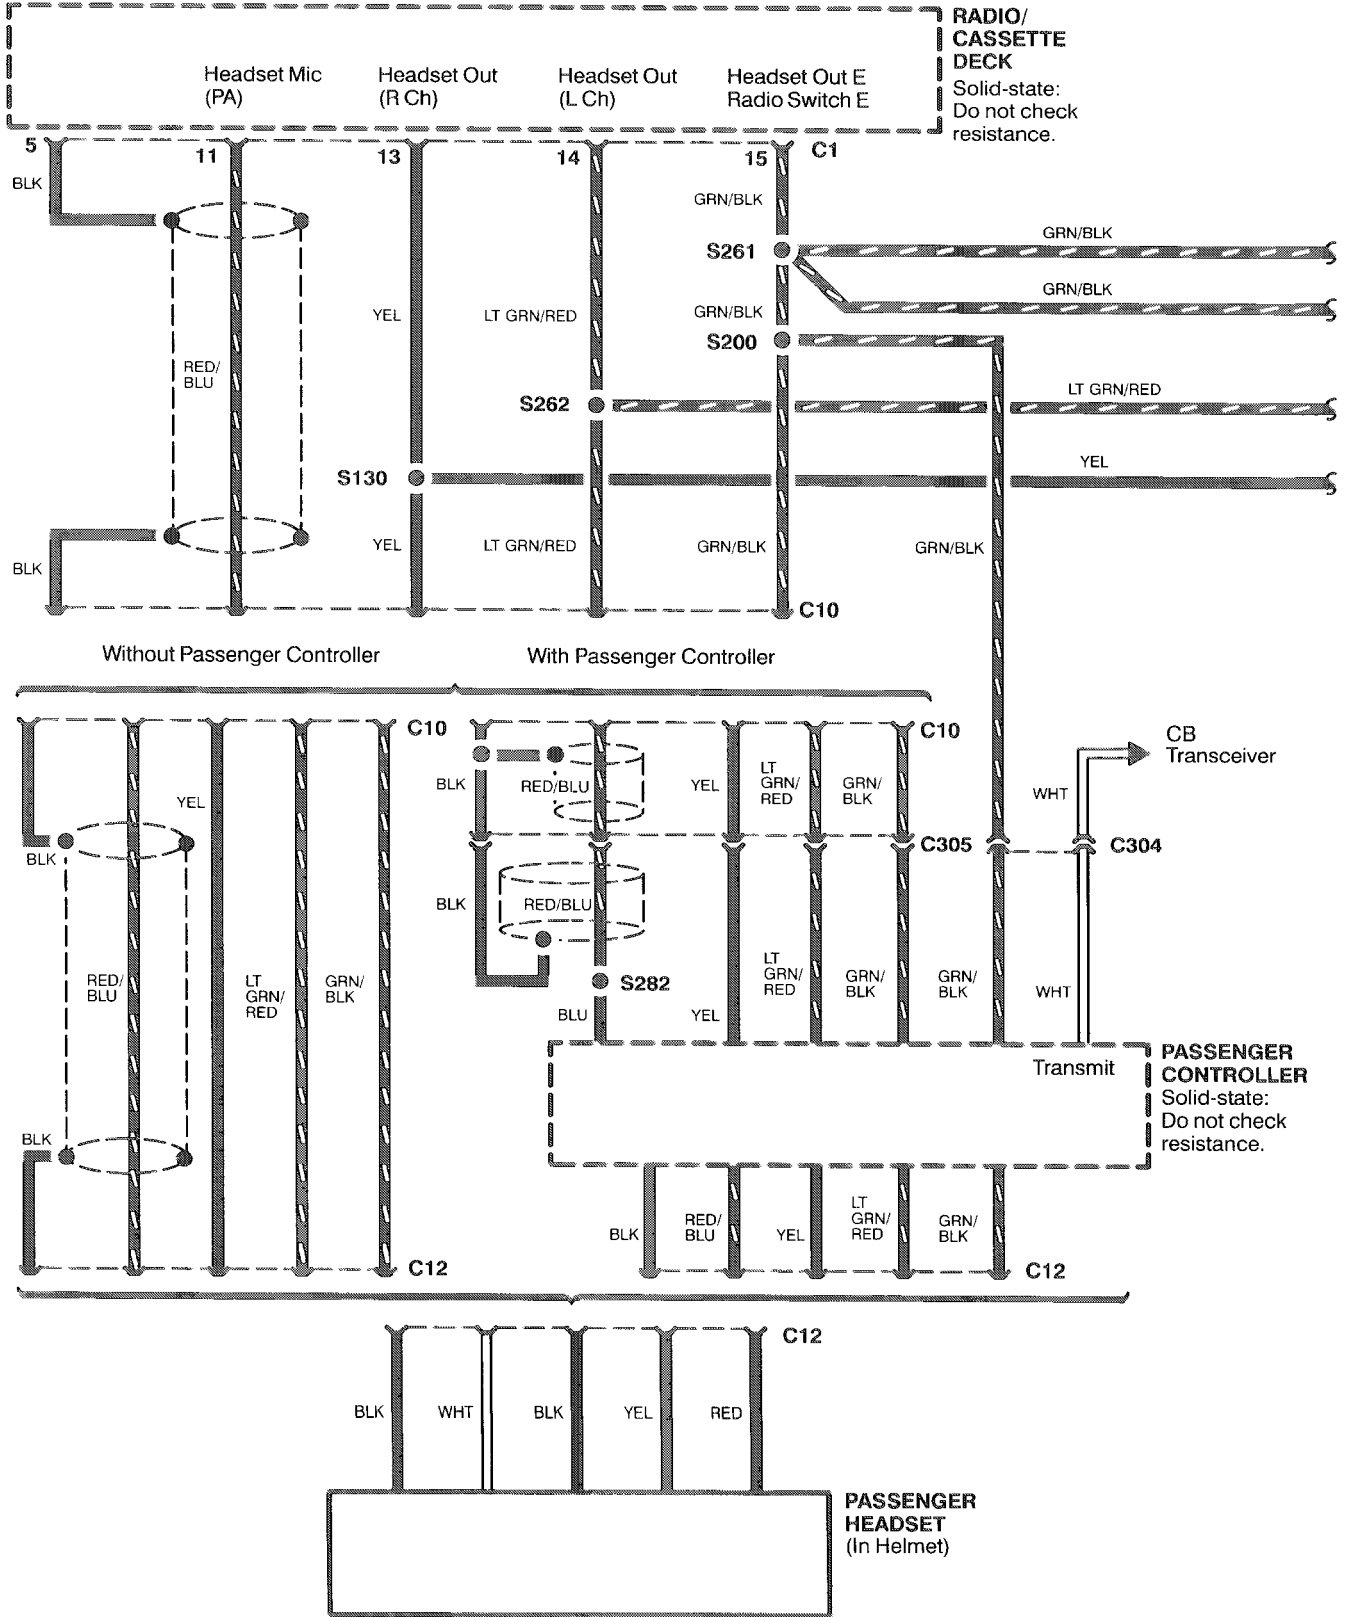 RADIO/
CASSETTE
DECK
Solid-state:
Do not check
resistance.
Headset Mic
(PA)
Headset Out
(R Ch)
Headset Out
(L Ch)
Headset Out E
Radio Switch E
5
11
13
14
15
C1
BLK
GRN/BLK
S261
GRN/BLK
GRN/BLK
YEL
LT GRN/RED
GRN/BLK
S200
RED/
BLU
S262
LT GRN/RED
S130
YEL
BLK
YEL
LT GRN/RED
GRN/BLK
GRN/BLK
C10
Without Passenger Controller
With Passenger Controller
C10
C10
CB
Transceiver
YEL
BLK
RED/BLU
YEL
LT
GRN/
RED
GRN/
BLK
WHT
BLK
C305
C304
BLK
RED/BLU
RED/
BLU
LT
GRN/
RED
GRN/
BLK
S282
BLU
YEL
LT
GRN/
RED
GRN/
BLK
GRN/
BLK
WHT
Transmit
PASSENGER
CONTROLLER
Solid-state:
Do not check
resistance.
BLK
BLK
RED/
BLU
YEL
LT
GRN/
RED
GRN/
BLK
C12
C12
C12
BLK
WHT
BLK
YEL
RED
PASSENGER
HEADSET
(In Helmet)